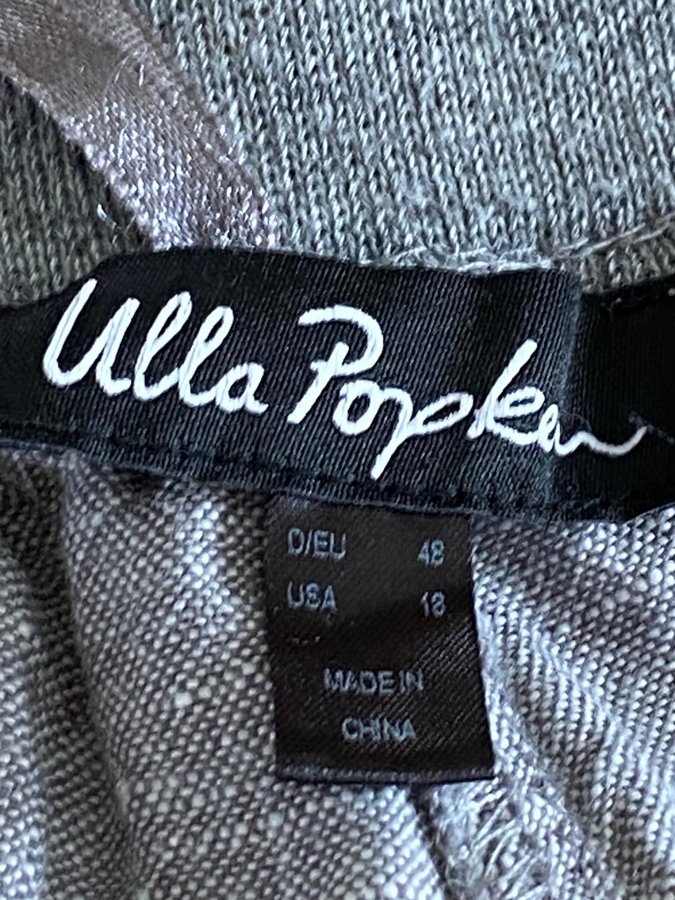 Ulla Popken
D/EU 48
USA 18
MADE IN
CHINA